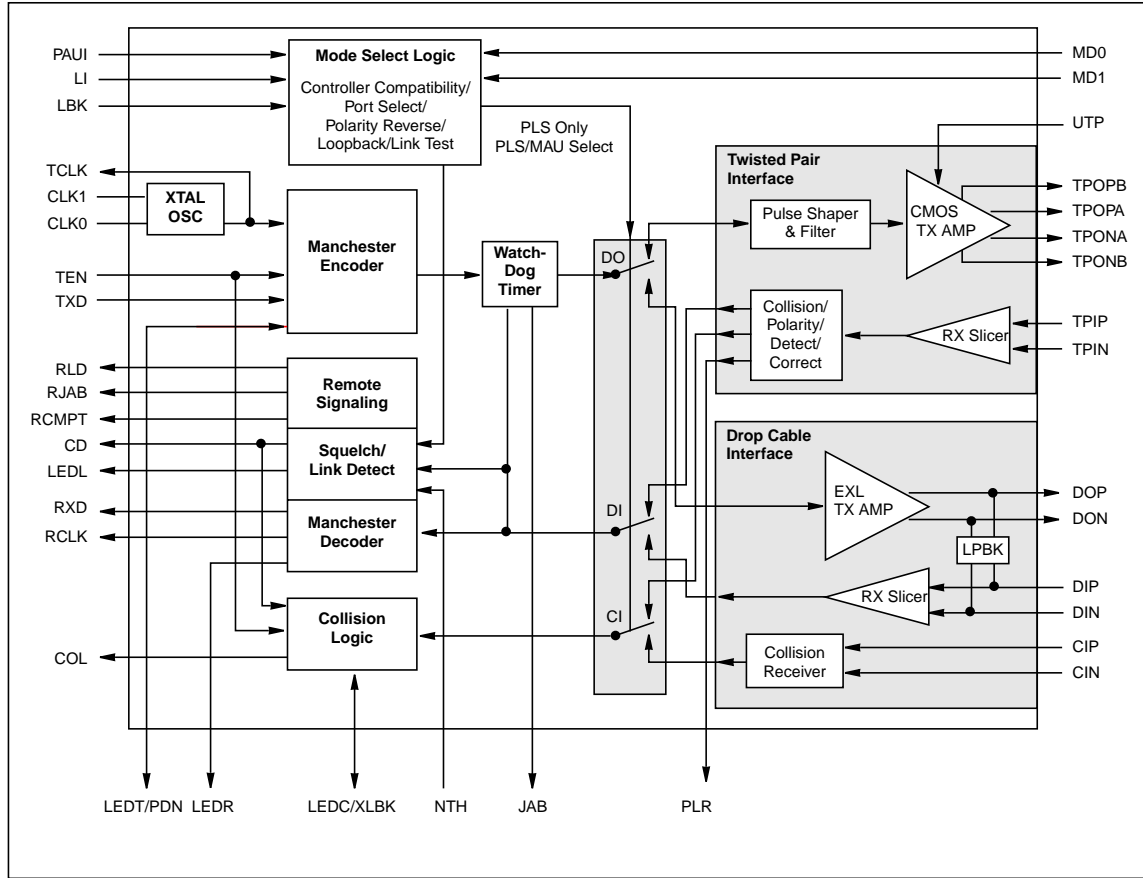 PAUI
LI
LBK
Mode Select Logic
Controller Compatibility/
Port Select/
Polarity Reverse/
Loopback/Link Test
MD0
MD1
UTP
PLS Only
PLS/MAU Select
TCLK
CLK1
CLK0
XTAL
OSC
Manchester
Encoder
TEN
TXD
Watch-
Dog
Timer
DO
Twisted Pair
Interface
Pulse Shaper
& Filter
CMOS
TX AMP
TPOPB
TPOPA
TPONA
TPONB
Collision/
Polarity/
Detect/
Correct
RX Slicer
TPIP
TPIN
RLD
RJAB
RCMPT
CD
LEDL
RXD
RCLK
Remote
Signaling
Squelch/
Link Detect
Manchester
Decoder
DI
Drop Cable
Interface
EXL
TX AMP
DOP
DON
LPBK
RX Slicer
DIP
DIN
Collision
Logic
CI
Collision
Receiver
CIP
CIN
COL
LEDT/PDN
LEDR
LEDC/XLBK
NTH
JAB
PLR